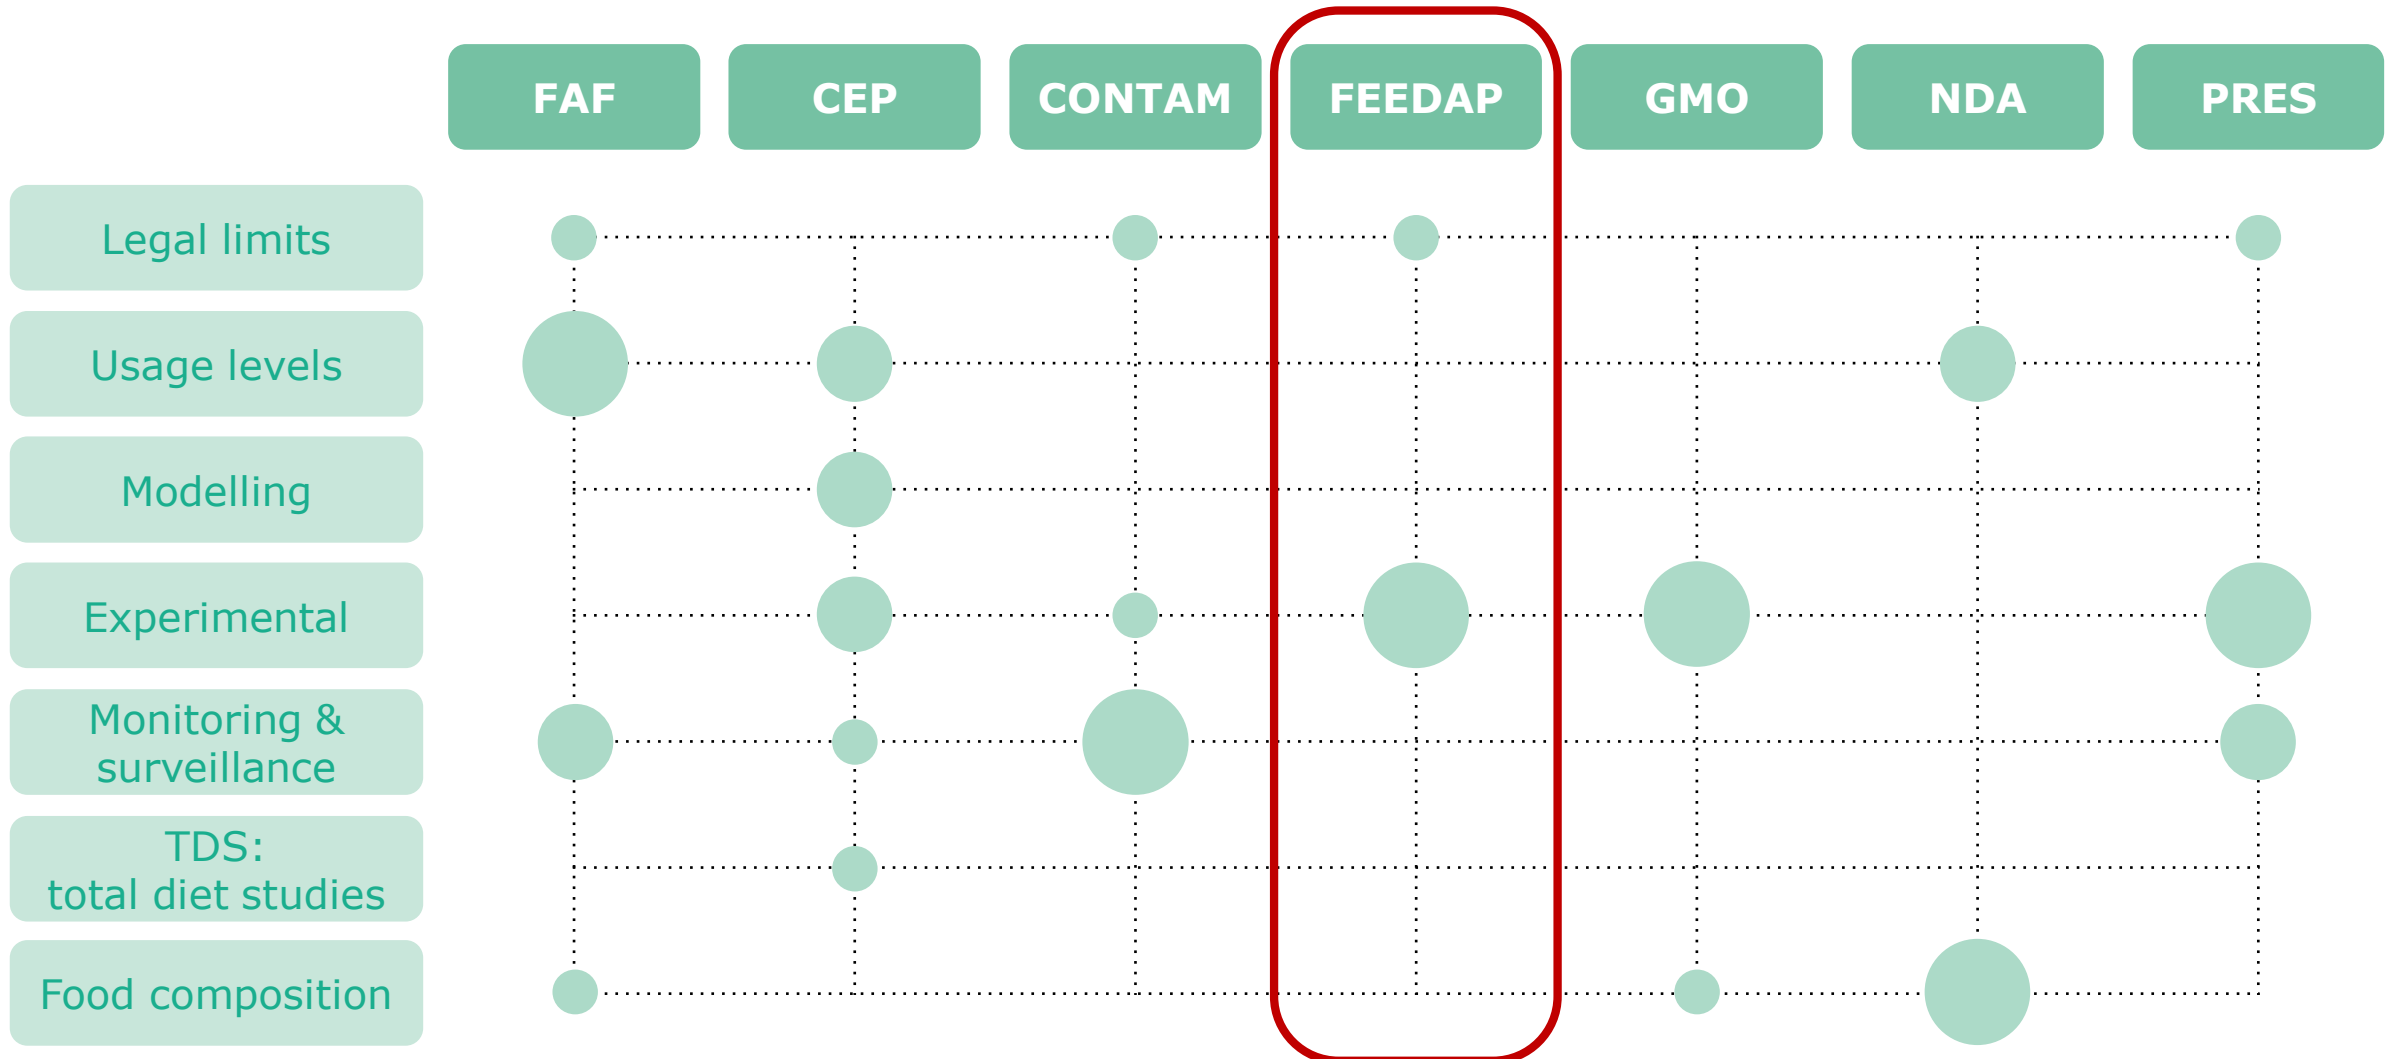 FAF CEP CONTAM FEEDAP GMO NDA PRES
Legal limits
Usage levels
Modelling
Experimental
Monitoring &
surveillance
TDS:
total diet studies
Food composition